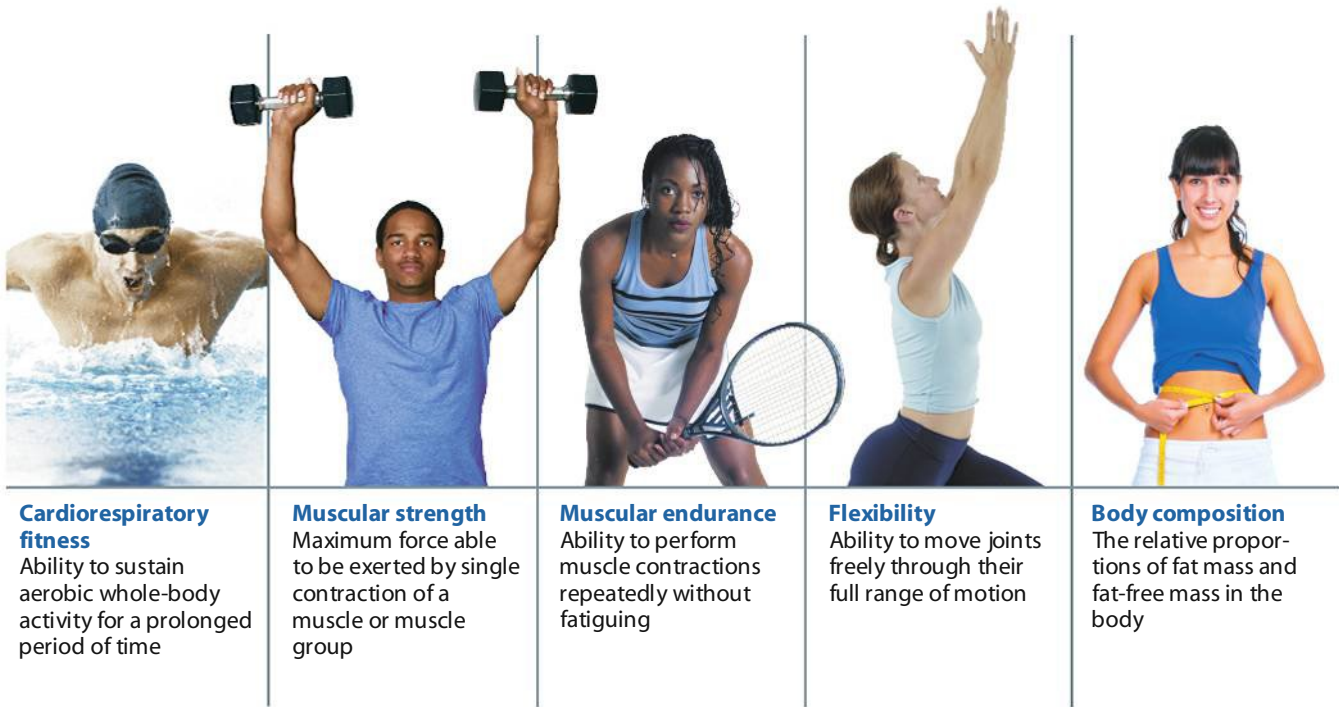 Cardiorespiratory
fitness
Ability to sustain
aerobic whole-body
activity for a prolonged
period of time
Muscular strength
Maximum force able
to be exerted by single
contraction of a
muscle or muscle
group
Muscular endurance
Ability to perform
muscle contractions
repeatedly without
fatiguing
Flexibility
Ability to move joints
freely through their
full range of motion
Body composition
The relative propor-
tions of fat mass and
fat-free mass in the
body